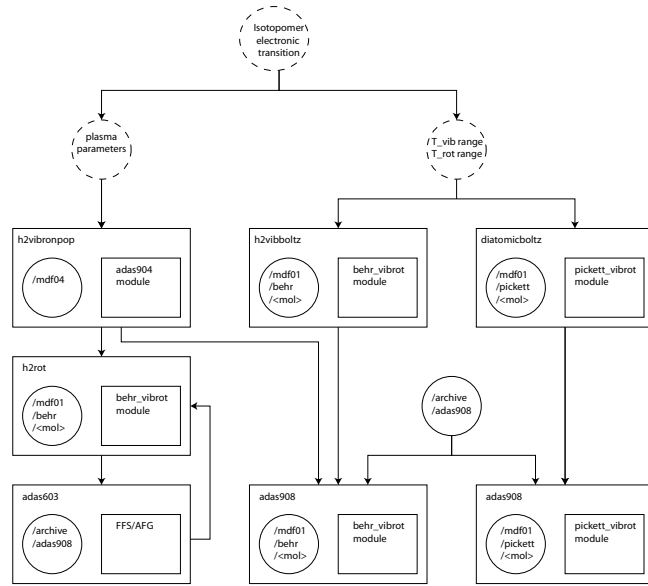 Isotopomer
electronic
transition
plasma
parameters
T_vib range
T_rot range
h2vibronpop
/mdf04
adas904
module
h2vibboltz
/mdf01
/behr
/<mol>
behr_vibrot
module
diatomicboltz
/mdf01
/pickett
/<mol>
pickett_vibrot
module
h2rot
/mdf01
/behr
/<mol>
behr_vibrot
module
/archive
/adas908
adas603
/archive
/adas908
FFS/AFG
adas908
/mdf01
/behr
/<mol>
behr_vibrot
module
adas908
/mdf01
/pickett
/<mol>
pickett_vibrot
module